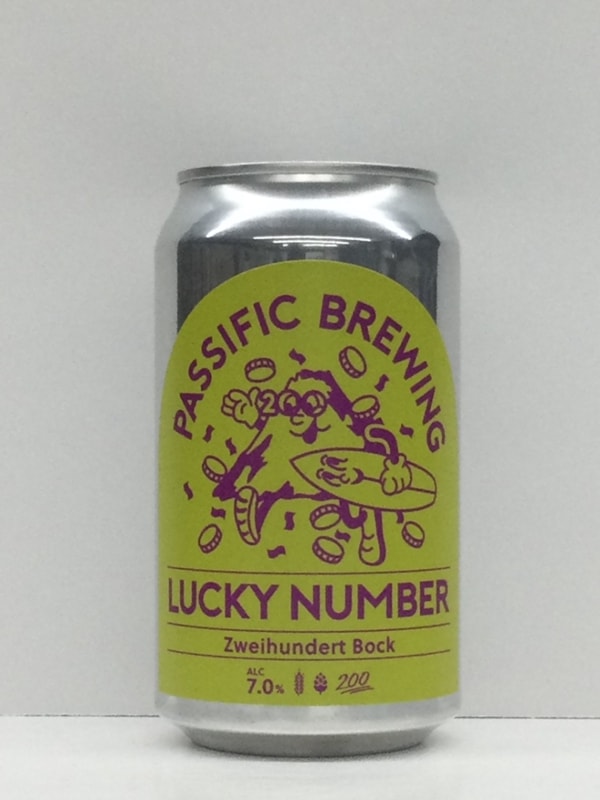 PASSIFIC BREWING
200
LUCKY NUMBER
Zweihundert Bock
ALC
7.0% 200